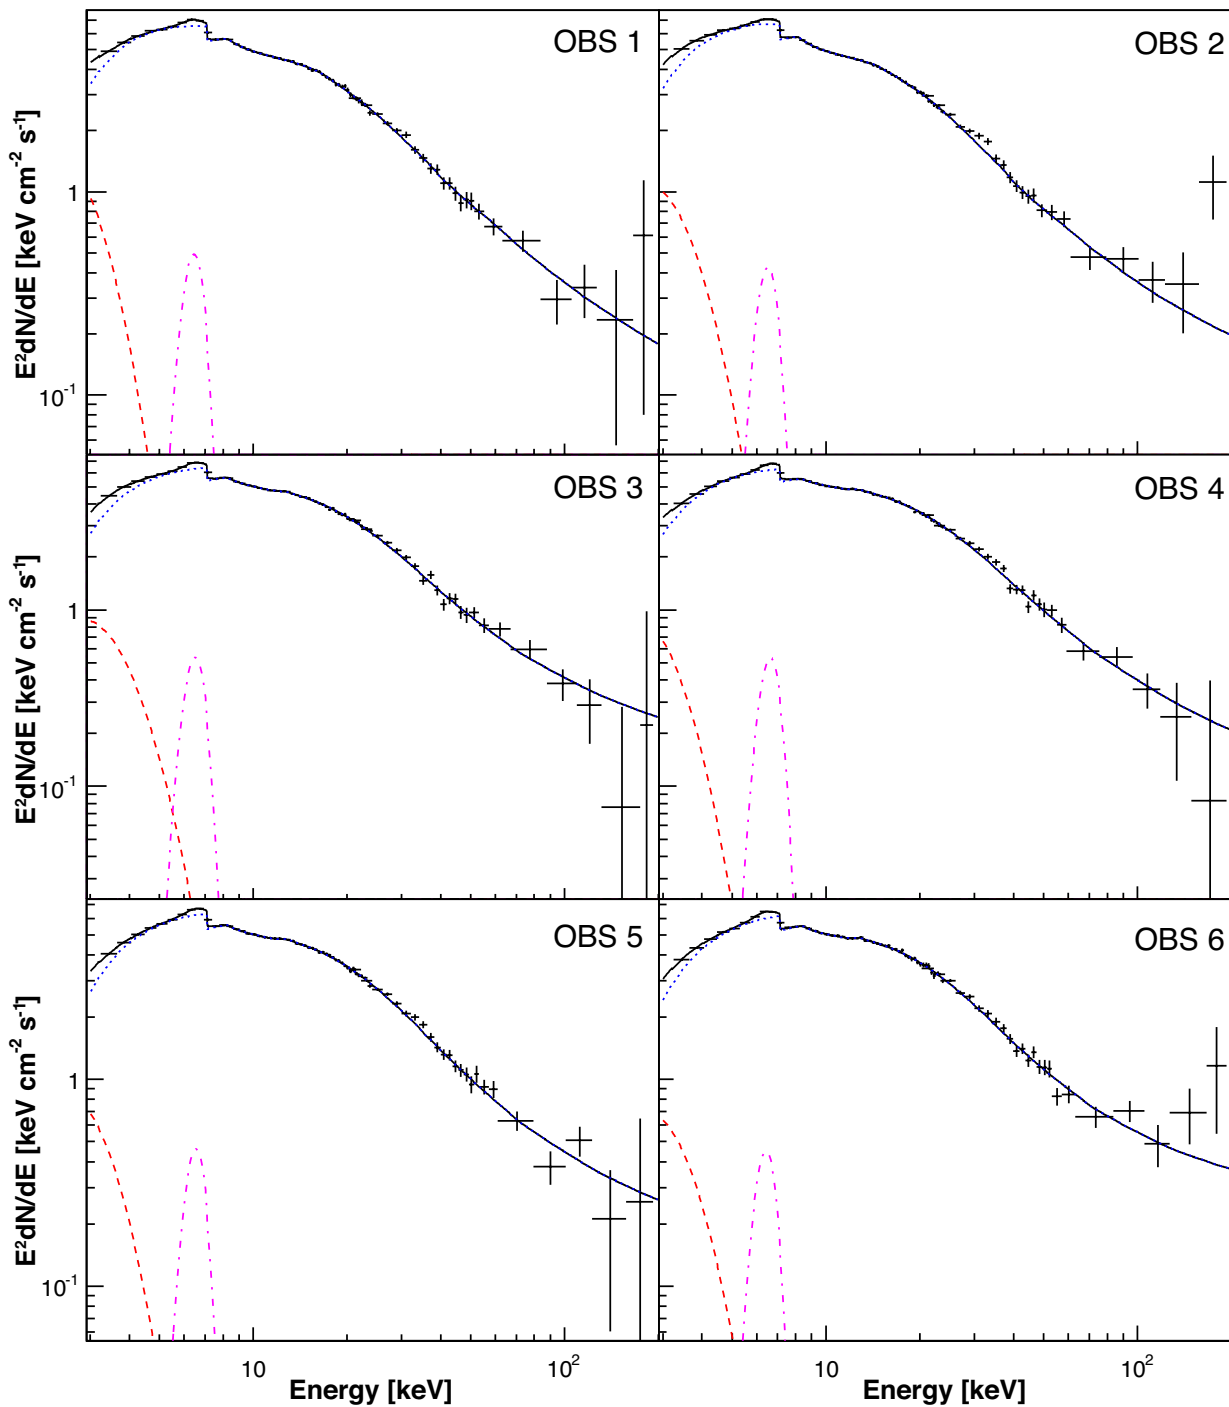 OBS 1
OBS 2
E²dN/dE [keV cm⁻² s⁻¹]
1
10⁻¹
OBS 3
OBS 4
E²dN/dE [keV cm⁻² s⁻¹]
1
10⁻¹
OBS 5
OBS 6
E²dN/dE [keV cm⁻² s⁻¹]
1
10⁻¹
10
10²
10
10²
Energy [keV]
Energy [keV]